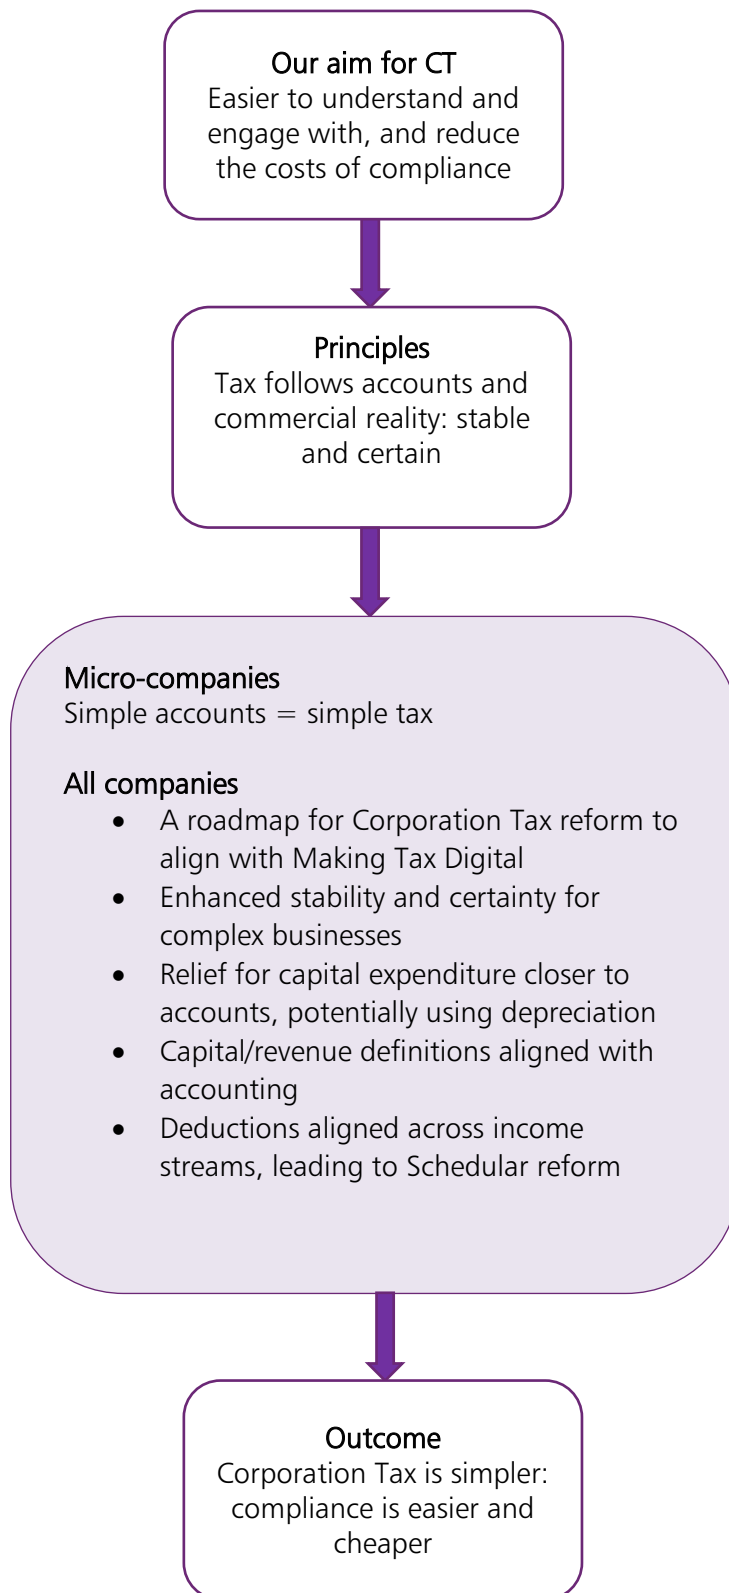 Our aim for CT
Easier to understand and
engage with, and reduce
the costs of compliance
Principles
Tax follows accounts and
commercial reality: stable
and certain
Micro-companies
Simple accounts = simple tax
All companies
• A roadmap for Corporation Tax reform to
align with Making Tax Digital
• Enhanced stability and certainty for
complex businesses
• Relief for capital expenditure closer to
accounts, potentially using depreciation
• Capital/revenue definitions aligned with
accounting
• Deductions aligned across income
streams, leading to Schedular reform
Outcome
Corporation Tax is simpler:
compliance is easier and
cheaper